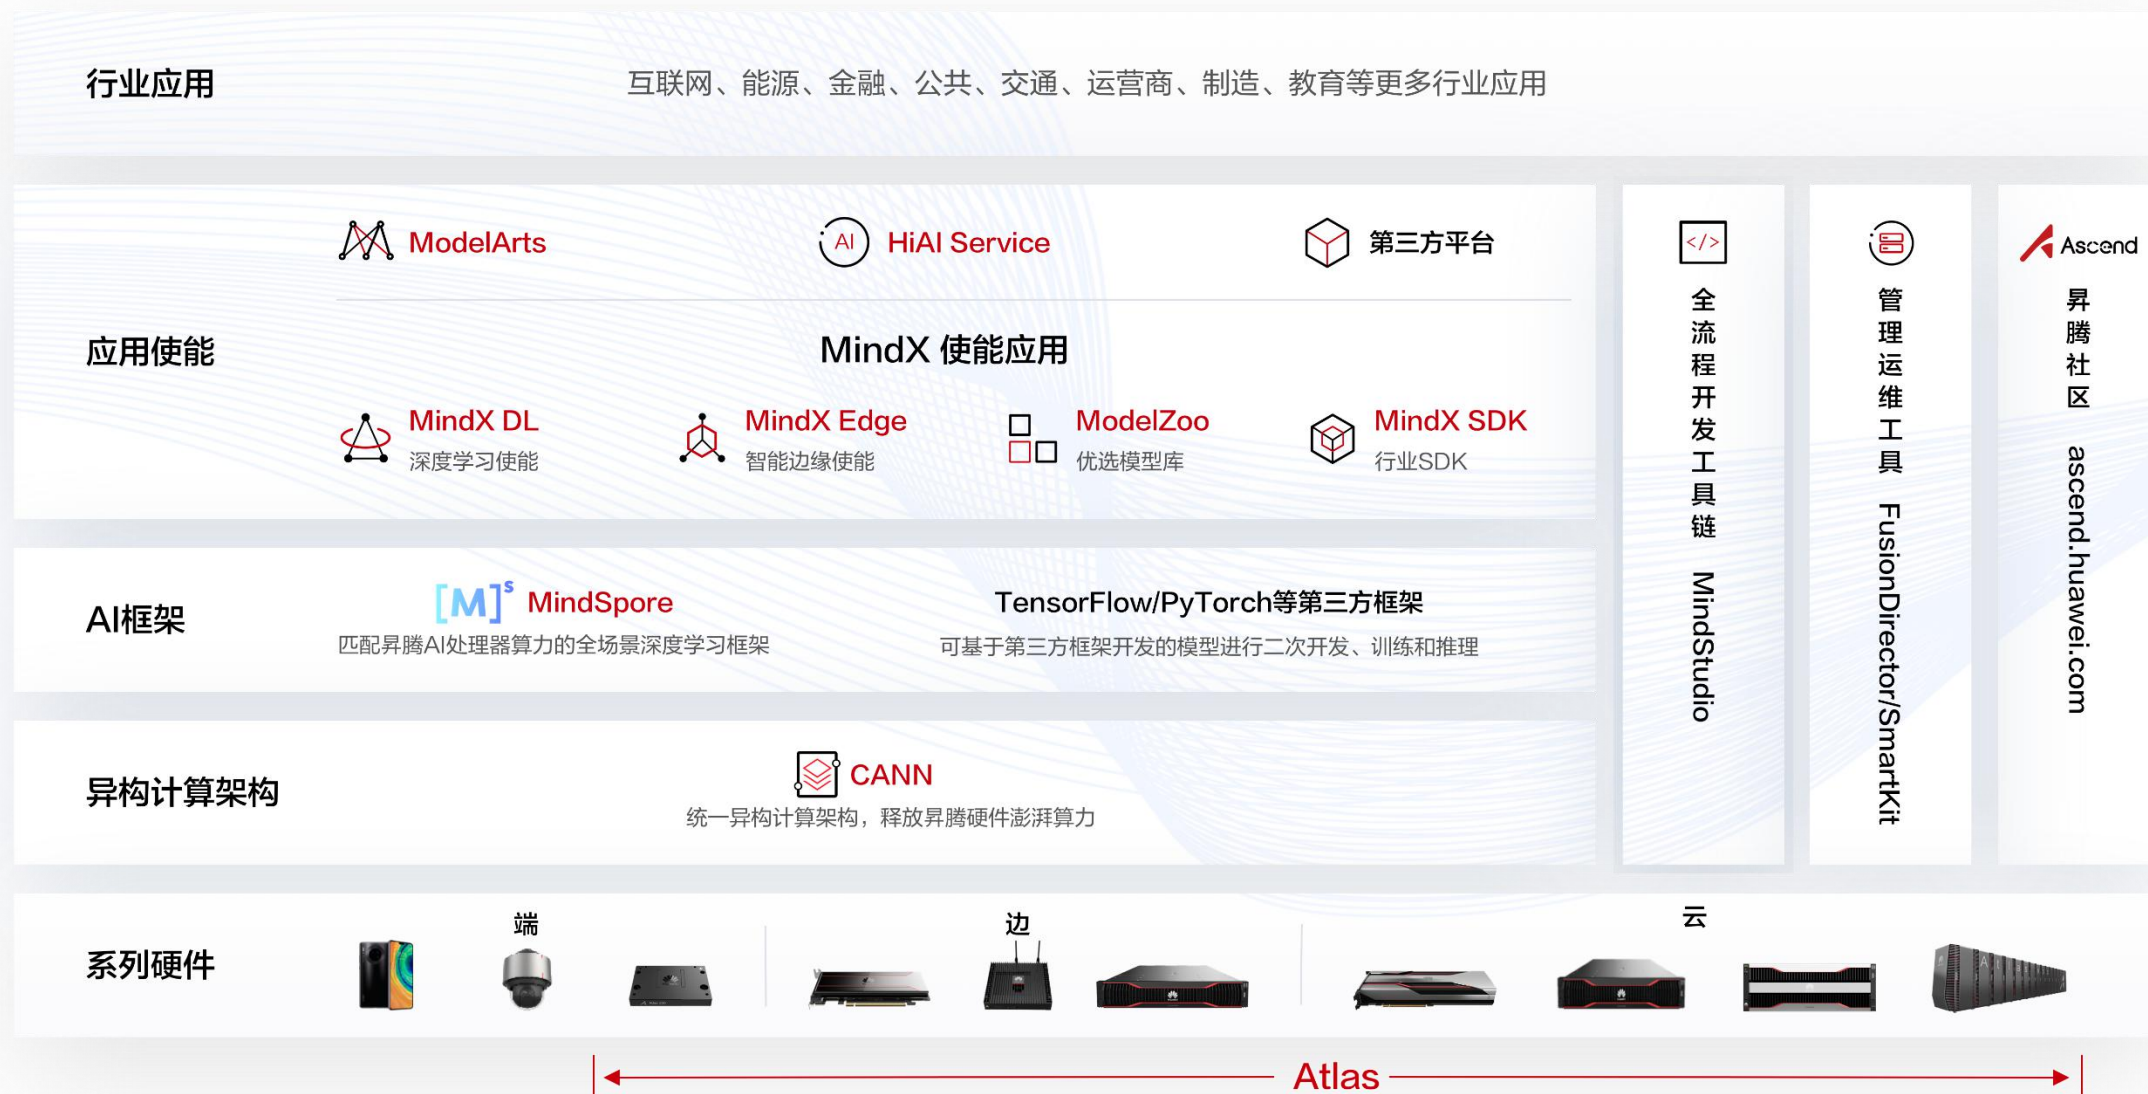 行业应用
互联网、能源、金融、公共、交通、运营商、制造、教育等更多行业应用
应用使能
ModelArts
AI
HiAI Service
第三方平台
MindX 使能应用
MindX DL
深度学习使能
MindX Edge
智能边缘使能
ModelZoo
优选模型库
MindX SDK
行业SDK
AI框架
[M]s MindSpore
匹配昇腾AI处理器算力的全场景深度学习框架
TensorFlow/PyTorch等第三方框架
可基于第三方框架开发的模型进行二次开发、训练和推理
异构计算架构
CANN
统一异构计算架构，释放昇腾硬件澎湃算力
</>
全流程开发工具链 MindStudio
管理运维工具 FusionDirector/SmartKit
Ascend
昇腾社区 ascend.huawei.com
系列硬件
端
边
云
Atlas